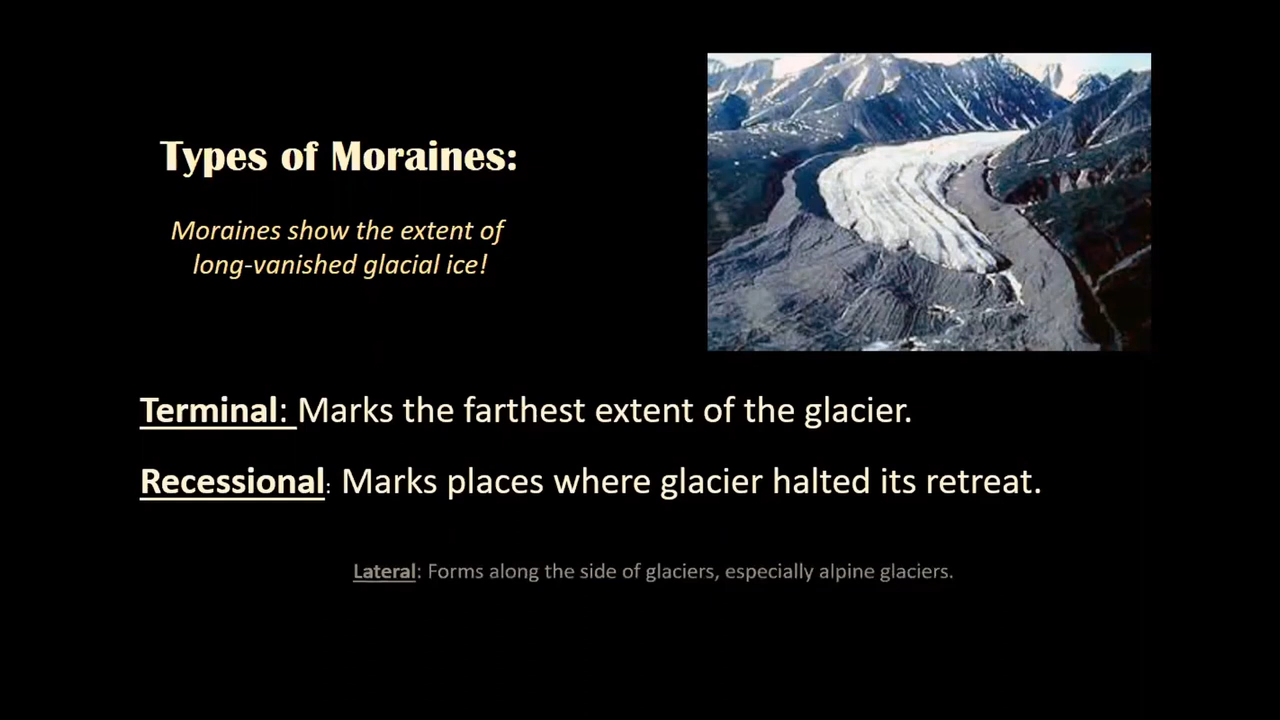 Types of Moraines:
Moraines show the extent of
long-vanished glacial ice!
Terminal: Marks the farthest extent of the glacier.
Recessional: Marks places where glacier halted its retreat.
Lateral: Forms along the side of glaciers, especially alpine glaciers.